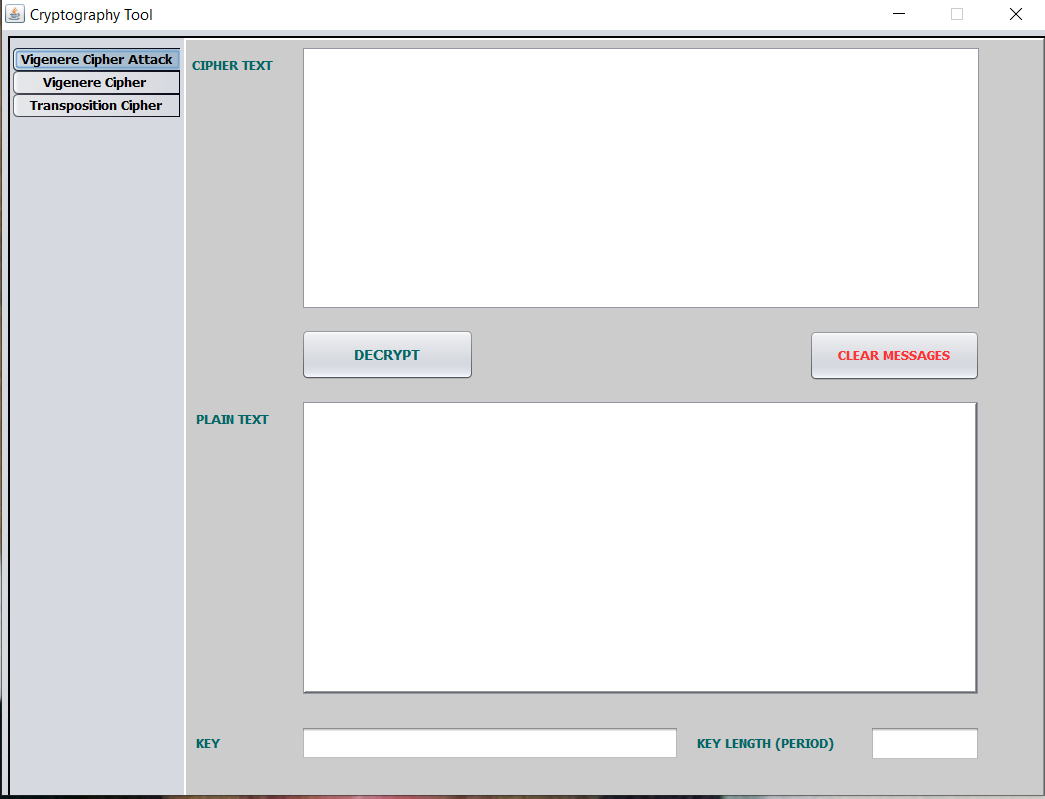 Cryptography Tool
Vigenere Cipher Attack
Vigenere Cipher
Transposition Cipher
CIPHER TEXT
DECRYPT
CLEAR MESSAGES
PLAIN TEXT
KEY
KEY LENGTH (PERIOD)